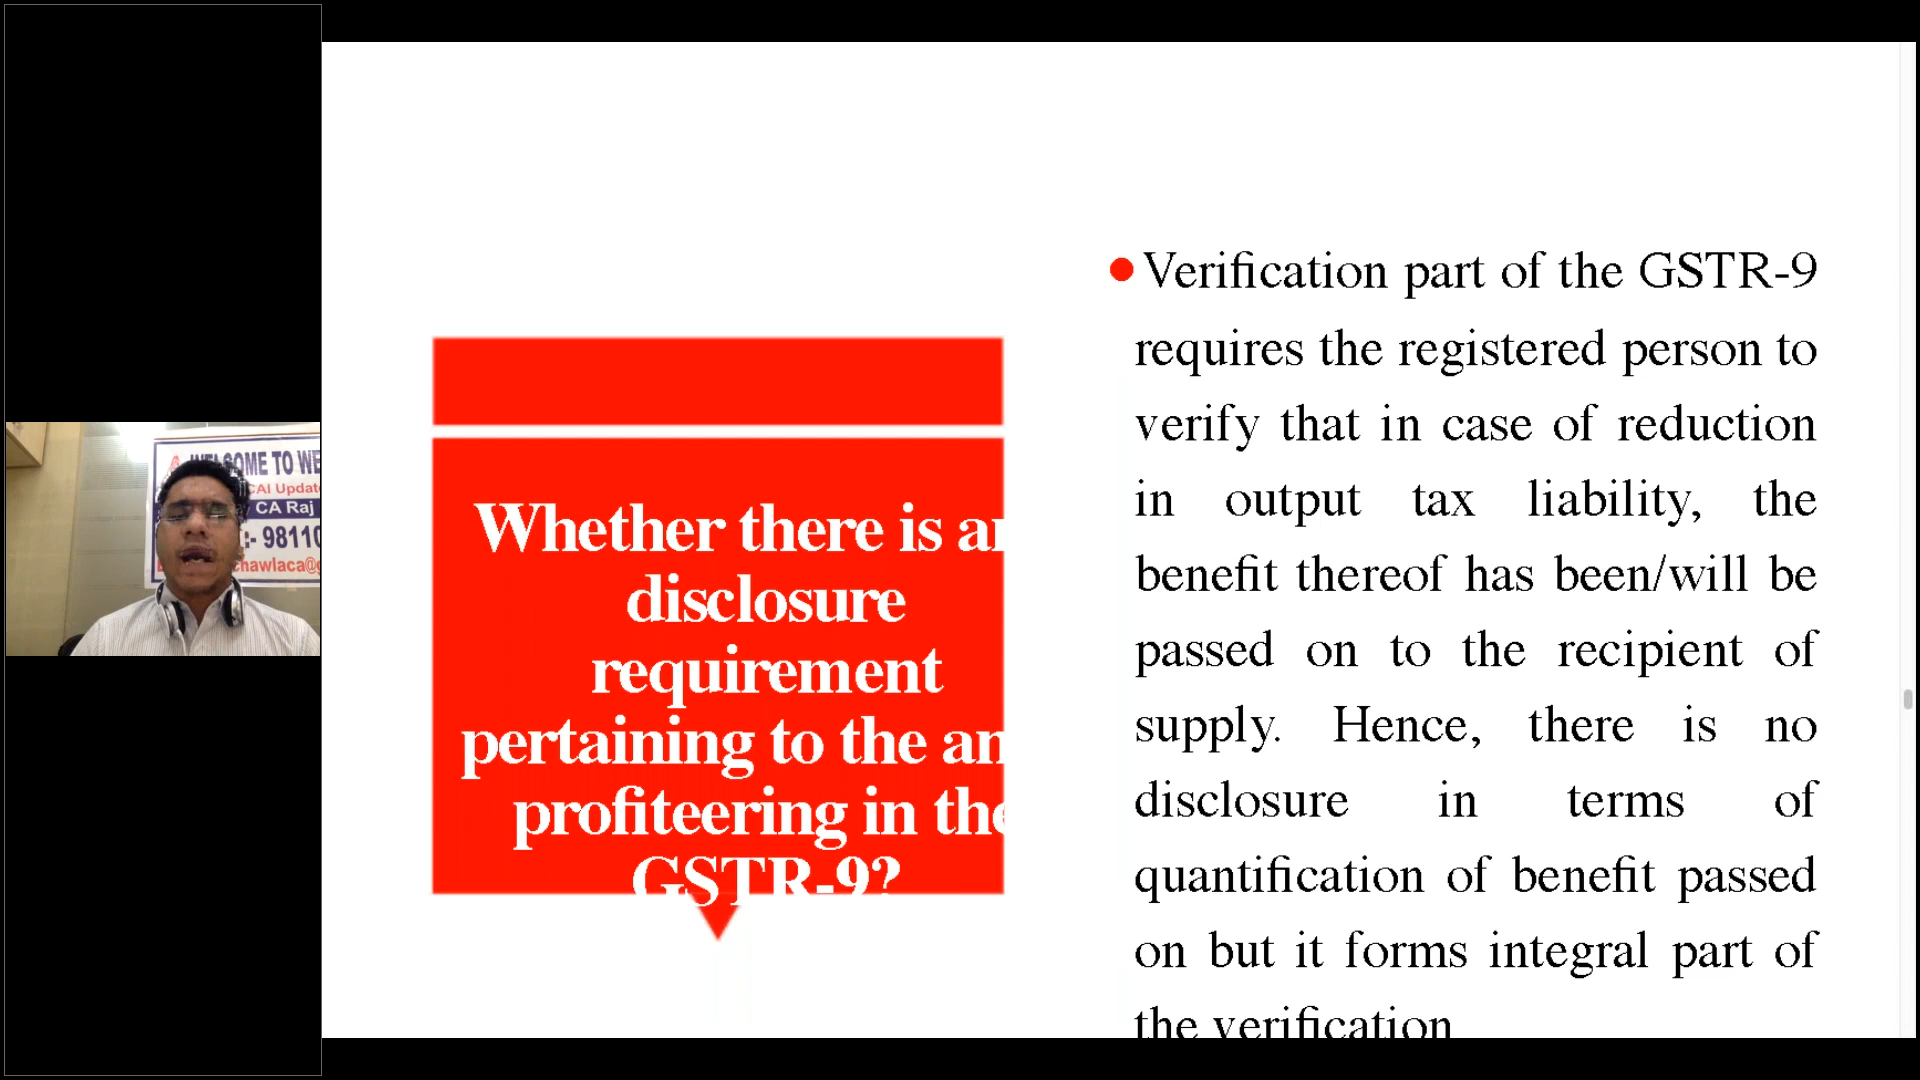 WELCOME TO WE
CAI Update
CA Raj
:- 98110
hawlaca@g
Whether there is an
disclosure
requirement
pertaining to the an
profiteering in the
GSTR-9?
Verification part of the GSTR-9
requires the registered person to
verify that in case of reduction
in output tax liability, the
benefit thereof has been/will be
passed on to the recipient of
supply. Hence, there is no
disclosure in terms of
quantification of benefit passed
on but it forms integral part of
the verification